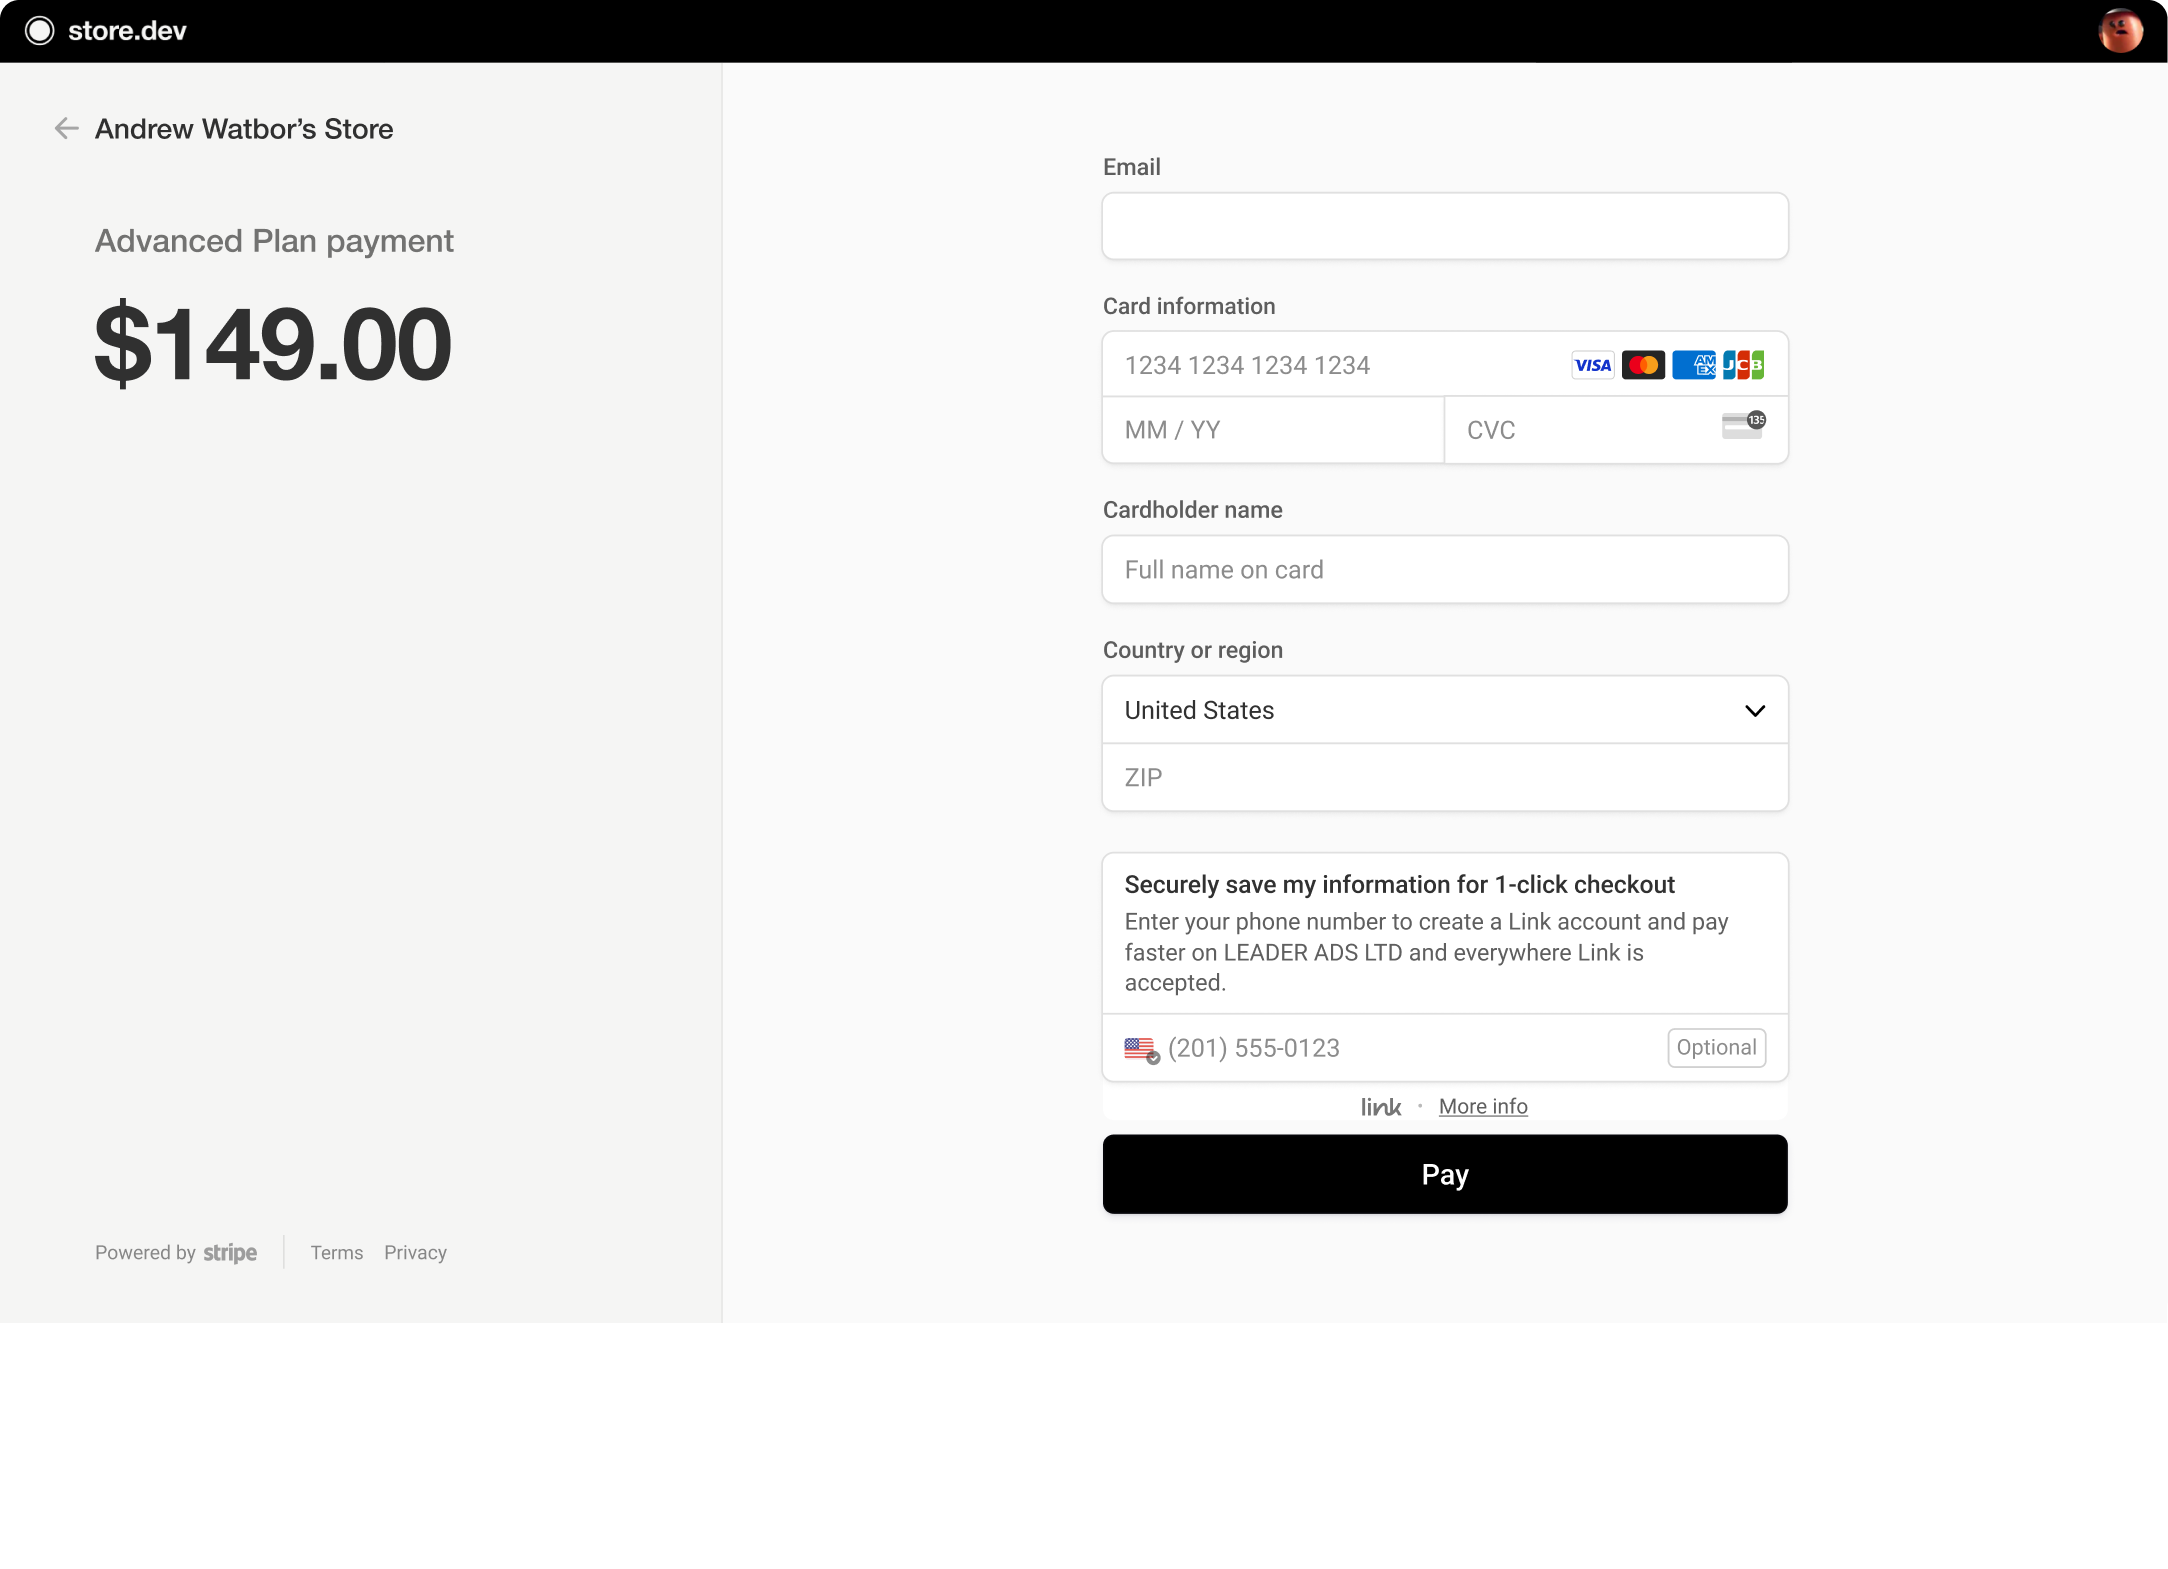 store.dev
Andrew Watbor’s Store
Advanced Plan payment
$149.00
Email
Card information
1234 1234 1234 1234
VISA
AM
EX
JCB
MM / YY
CVC
135
Cardholder name
Full name on card
Country or region
United States
ZIP
Securely save my information for 1-click checkout
Enter your phone number to create a Link account and pay
faster on LEADER ADS LTD and everywhere Link is
accepted.
(201) 555-0123
Optional
link · More info
Pay
Powered by stripe
Terms Privacy